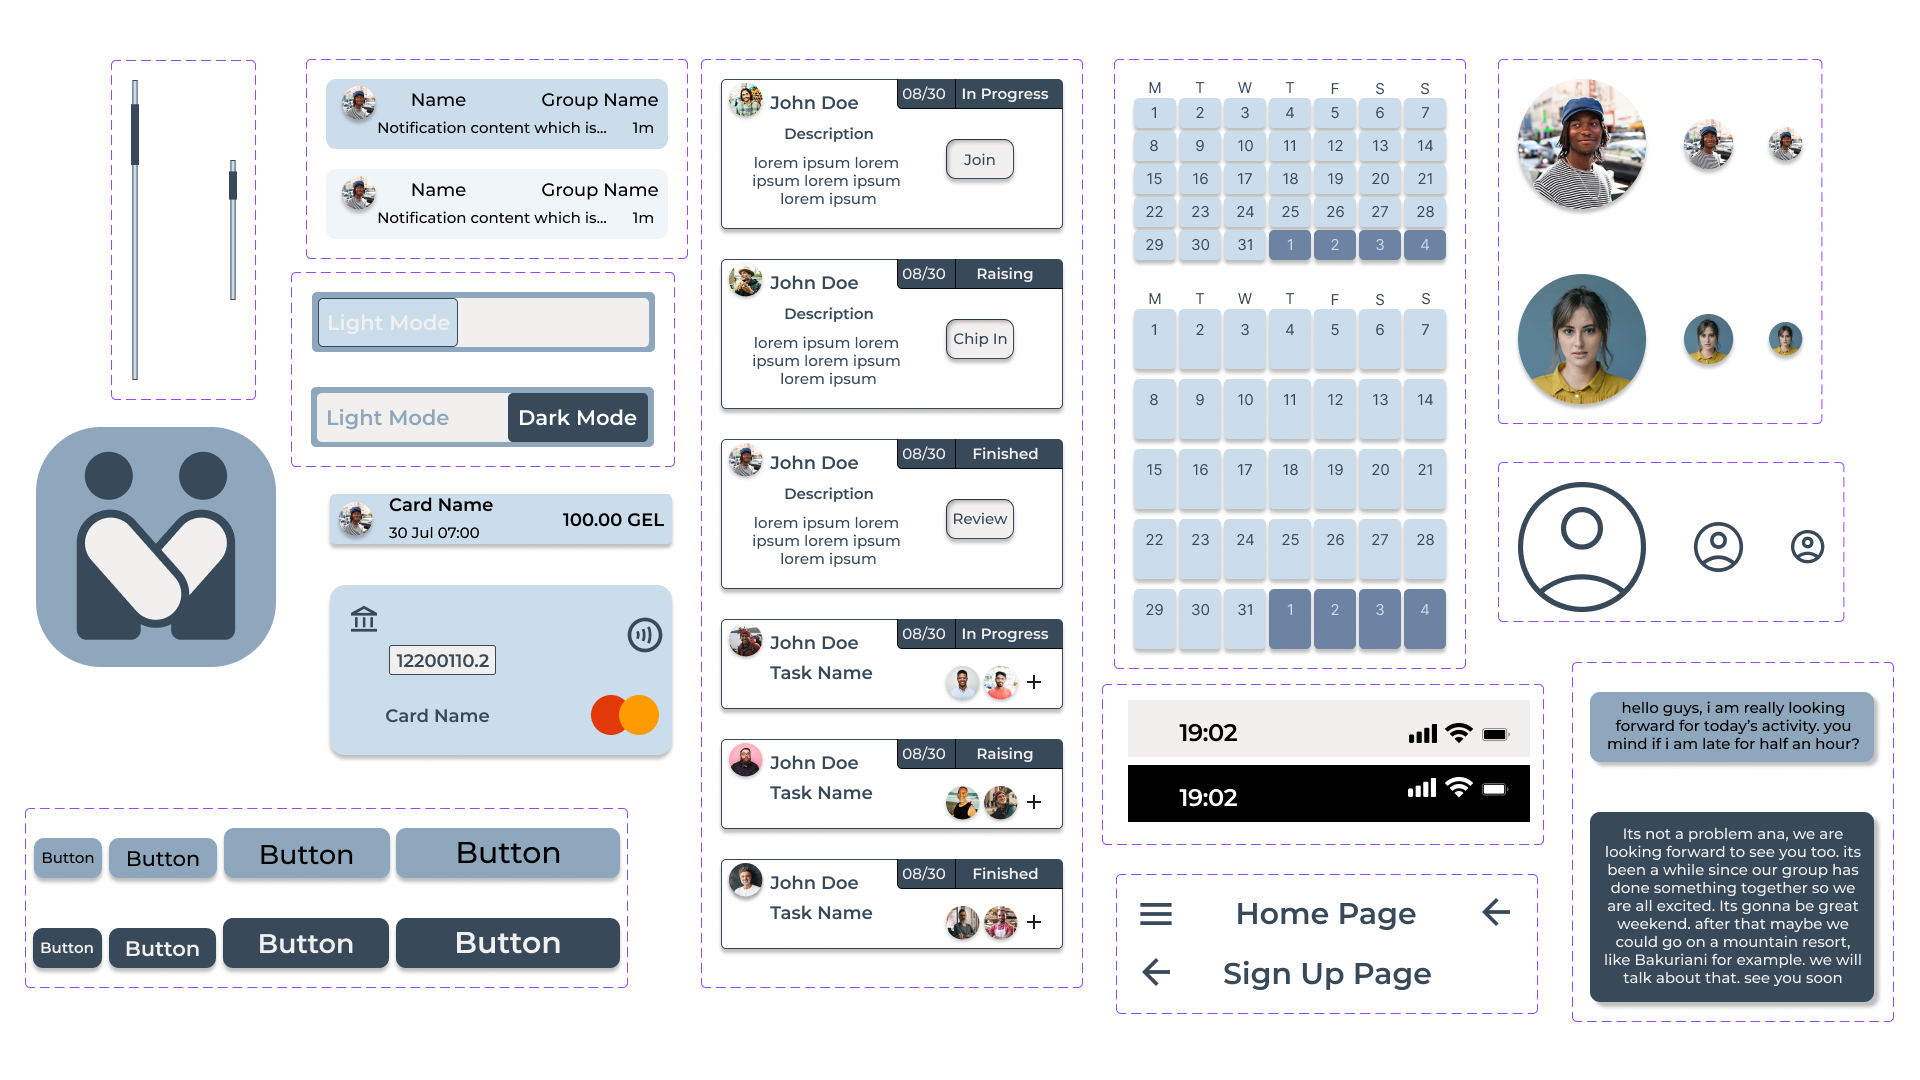 Name Group Name
Notification content which is... 1m
Name Group Name
Notification content which is... 1m
Light Mode
Light Mode Dark Mode
Card Name
30 Jul 07:00
100.00 GEL
12200110.2
Card Name
Button Button Button Button
Button Button Button Button
John Doe 08/30 In Progress
Description
lorem ipsum lorem
ipsum lorem ipsum
lorem ipsum
Join
John Doe 08/30 Raising
Description
lorem ipsum lorem
ipsum lorem ipsum
lorem ipsum
Chip In
John Doe 08/30 Finished
Description
lorem ipsum lorem
ipsum lorem ipsum
lorem ipsum
Review
John Doe 08/30 In Progress
Task Name
John Doe 08/30 Raising
Task Name
John Doe 08/30 Finished
Task Name
M T W T F S S
1 2 3 4 5 6 7
8 9 10 11 12 13 14
15 16 17 18 19 20 21
22 23 24 25 26 27 28
29 30 31 1 2 3 4
M T W T F S S
1 2 3 4 5 6 7
8 9 10 11 12 13 14
15 16 17 18 19 20 21
22 23 24 25 26 27 28
29 30 31 1 2 3 4
19:02
19:02
Home Page
Sign Up Page
hello guys, i am really looking
forward for today’s activity. you
mind if i am late for half an hour?
Its not a problem ana, we are
looking forward to see you too. its
been a while since our group has
done something together so we
are all excited. Its gonna be great
weekend. after that maybe we
could go on a mountain resort,
like Bakuriani for example. we will
talk about that. see you soon